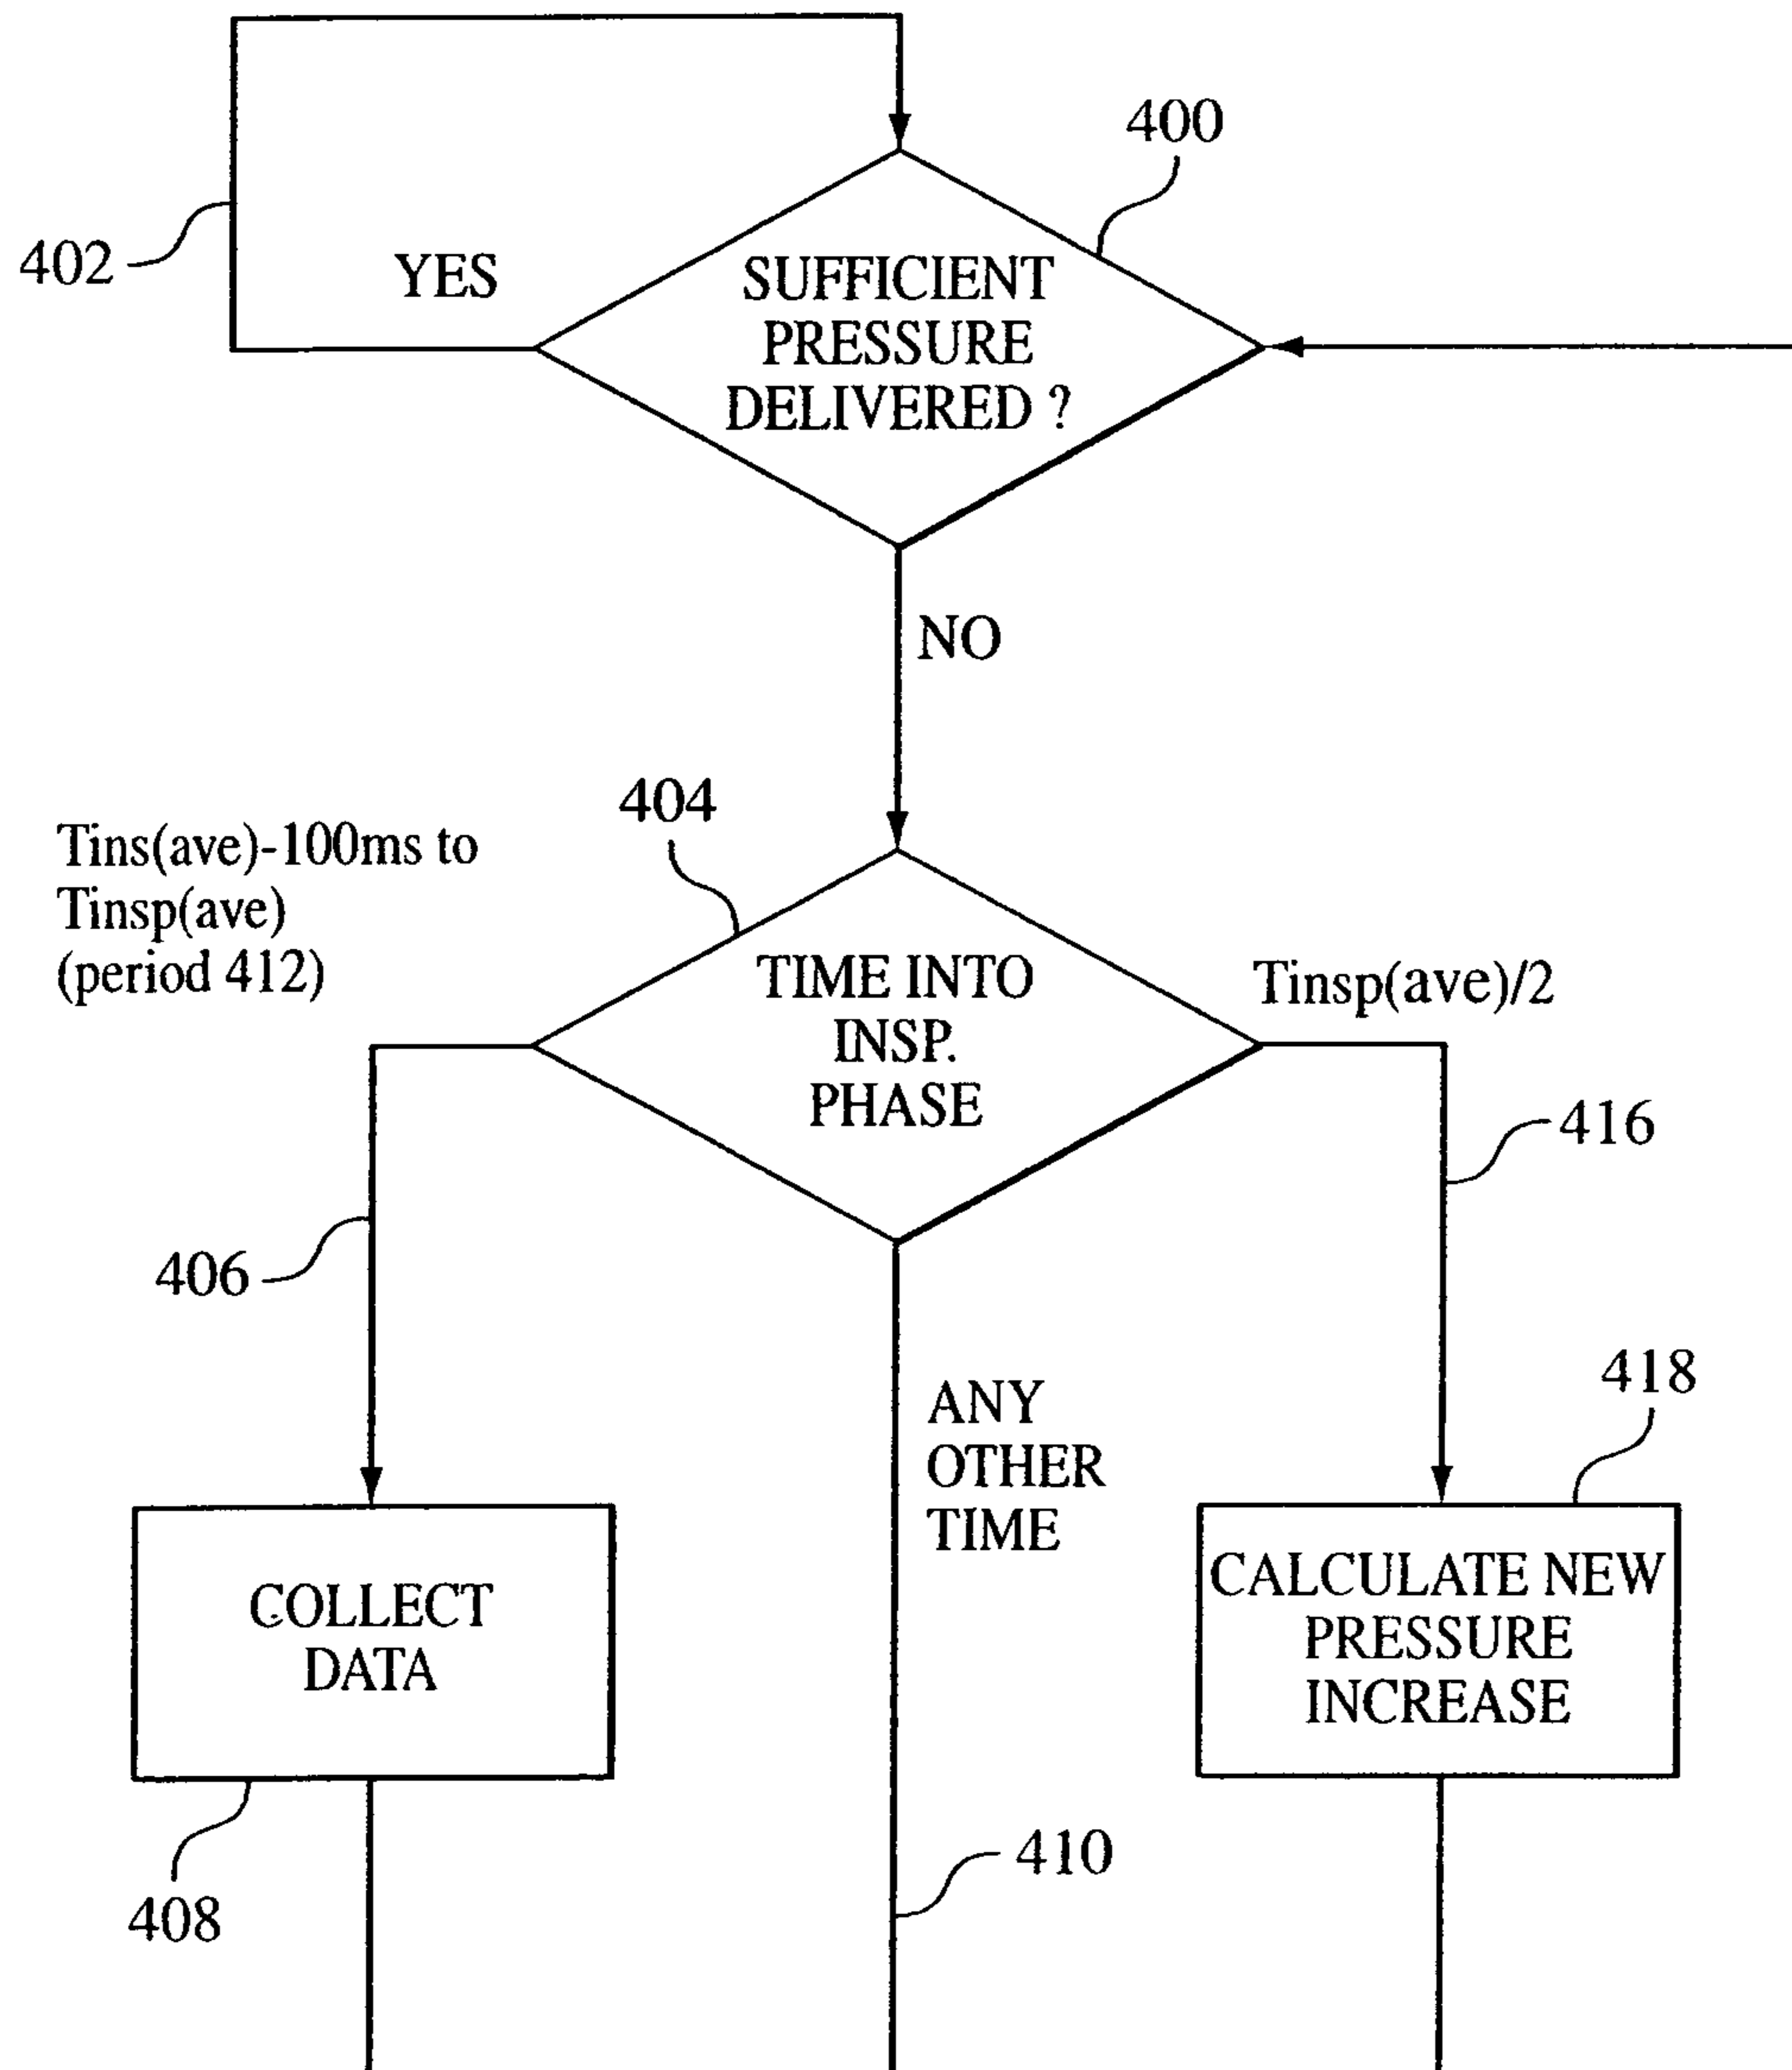 400
402
YES
SUFFICIENT
PRESSURE
DELIVERED ?
NO
404
Tins(ave)-100ms to
Tinsp(ave)
(period 412)
TIME INTO
INSP.
PHASE
Tinsp(ave)/2
416
406
418
ANY
OTHER
TIME
COLLECT
DATA
CALCULATE NEW
PRESSURE
INCREASE
410
408